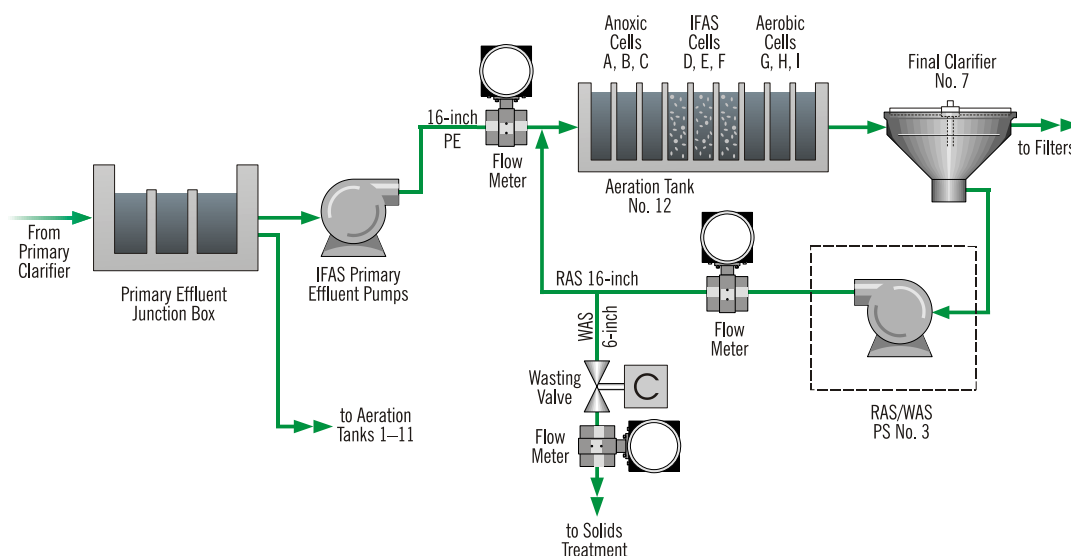 Anoxic
Cells
A, B, C
IFAS
Cells
D, E, F
Aerobic
Cells
G, H, I
Final Clarifier
No. 7
16-inch
PE
Flow
Meter
to Filters
Aeration Tank
No. 12
From
Primary
Clarifier
IFAS Primary
Effluent Pumps
Primary Effluent
Junction Box
RAS 16-inch
Flow
Meter
WAS
6-inch
Wasting
Valve
C
RAS/WAS
PS No. 3
to Aeration
Tanks 1–11
Flow
Meter
to Solids
Treatment